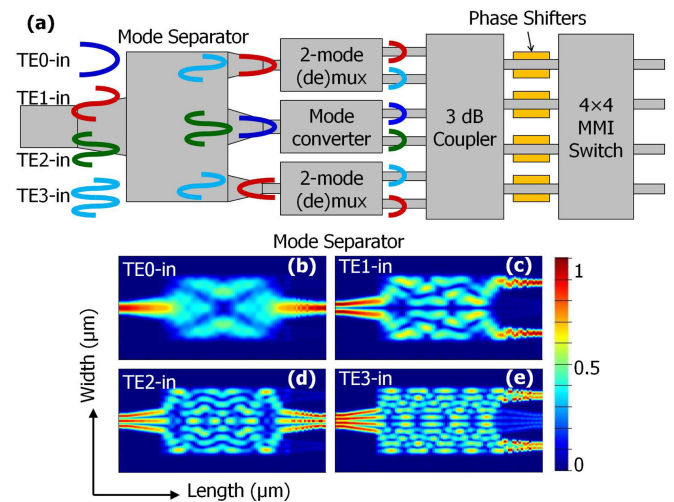 (a)
Phase Shifters
Mode Separator
TE0-in
TE1-in
TE2-in
TE3-in
2-mode
(de)mux
Mode
converter
2-mode
(de)mux
3 dB
Coupler
4×4
MMI
Switch
Mode Separator
TE0-in
(b)
TE1-in
(c)
TE2-in
(d)
TE3-in
(e)
1
0.5
0
Width (μm)
Length (μm)